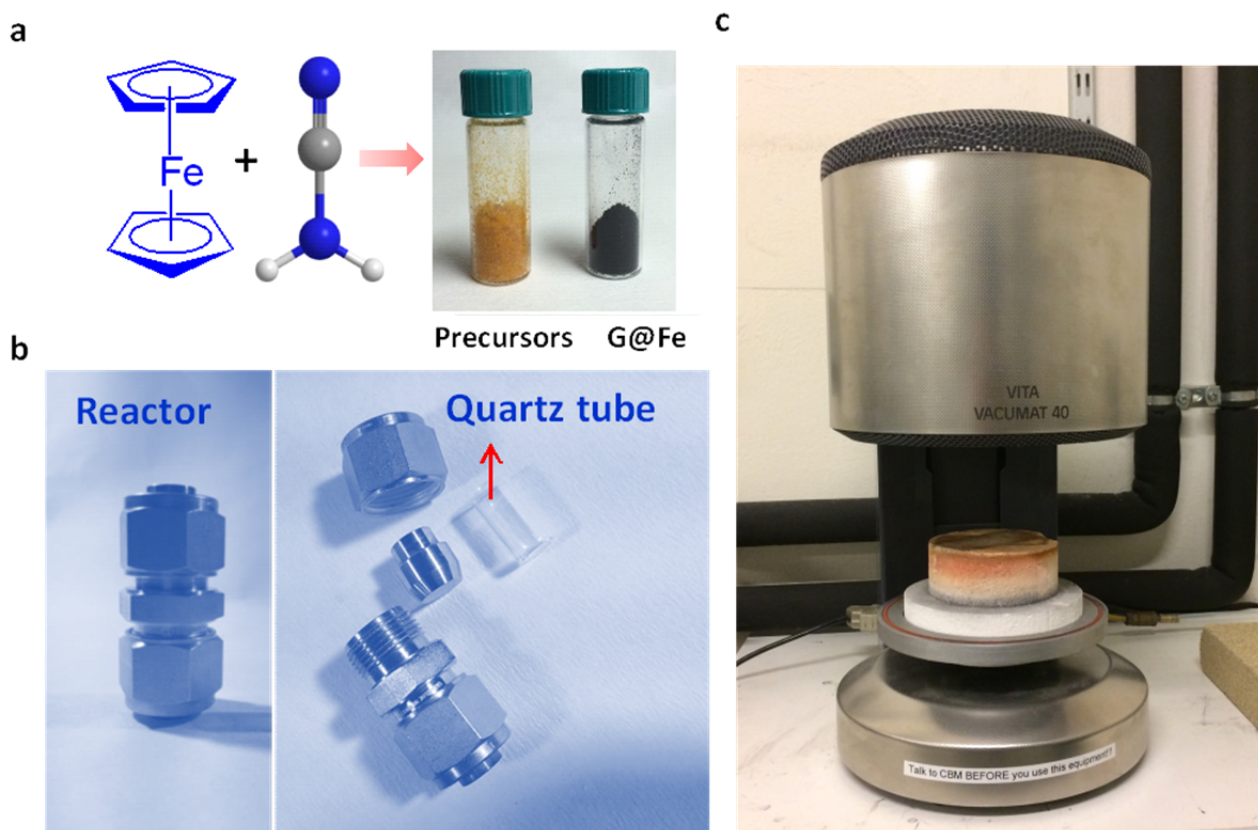 a
Fe
+
Precursors G@Fe
b
Reactor
Quartz tube
c
VITA
VACUMAT 40
Talk to CBM BEFORE you use this equipment!!